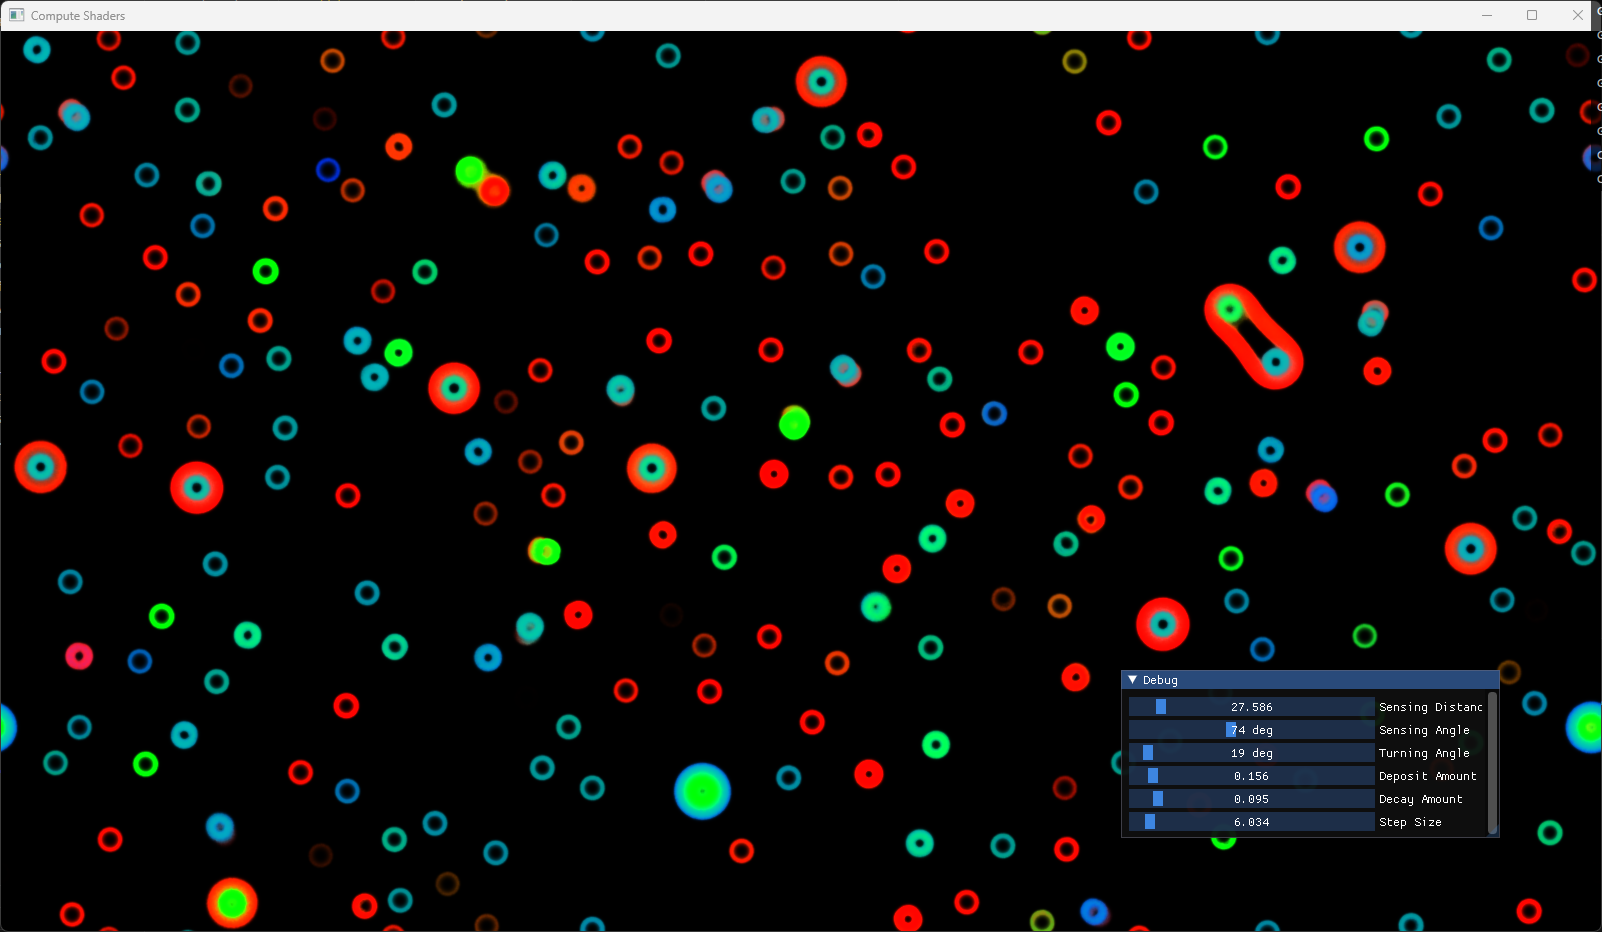 Compute Shaders
Debug
27.586 Sensing Distanc
74 deg Sensing Angle
19 deg Turning Angle
0.156 Deposit Amount
0.095 Decay Amount
6.034 Step Size